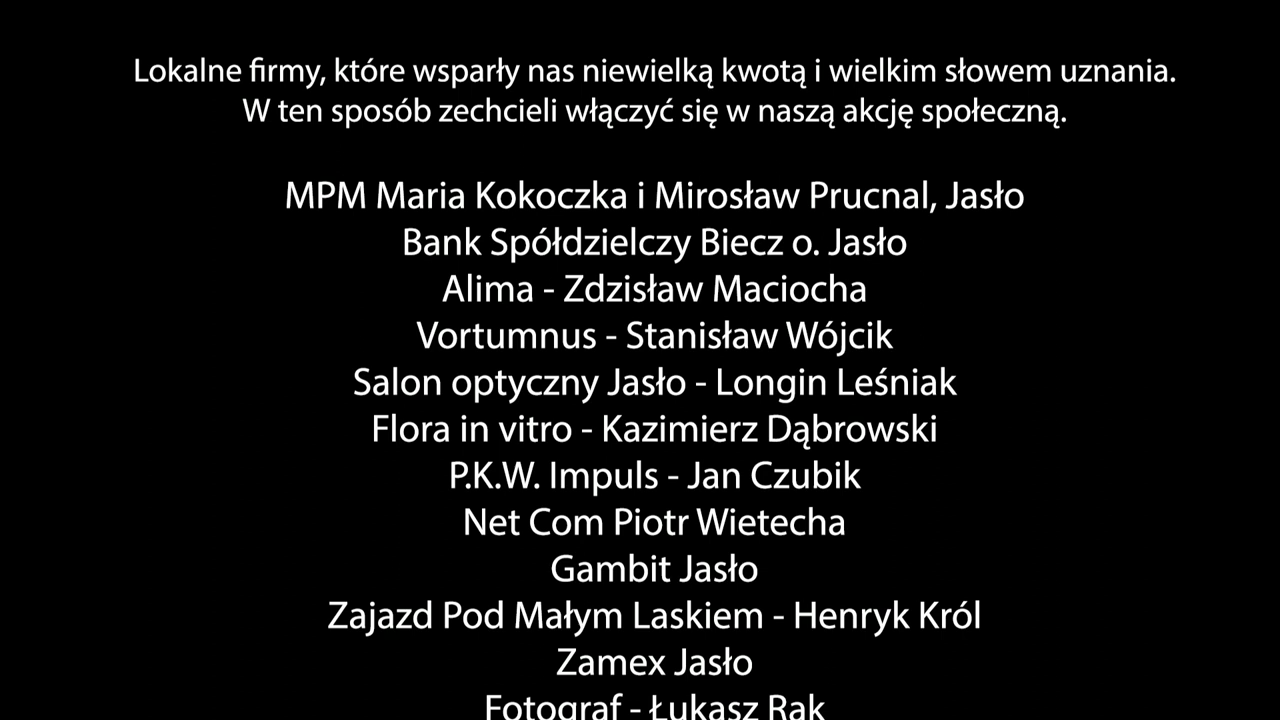 Lokalne firmy, które wsparły nas niewielką kwotą i wielkim słowem uznania.
W ten sposób zechcieli włączyć się w naszą akcję społeczną.
MPM Maria Kokoczka i Mirosław Prucnal, Jasło
Bank Spółdzielczy Biecz o. Jasło
Alima - Zdzisław Maciocha
Vortumnus - Stanisław Wójcik
Salon optyczny Jasło - Longin Leśniak
Flora in vitro - Kazimierz Dąbrowski
P.K.W. Impuls - Jan Czubik
Net Com Piotr Wietecha
Gambit Jasło
Zajazd Pod Małym Laskiem - Henryk Król
Zamex Jasło
Fotograf - Łukasz Rak